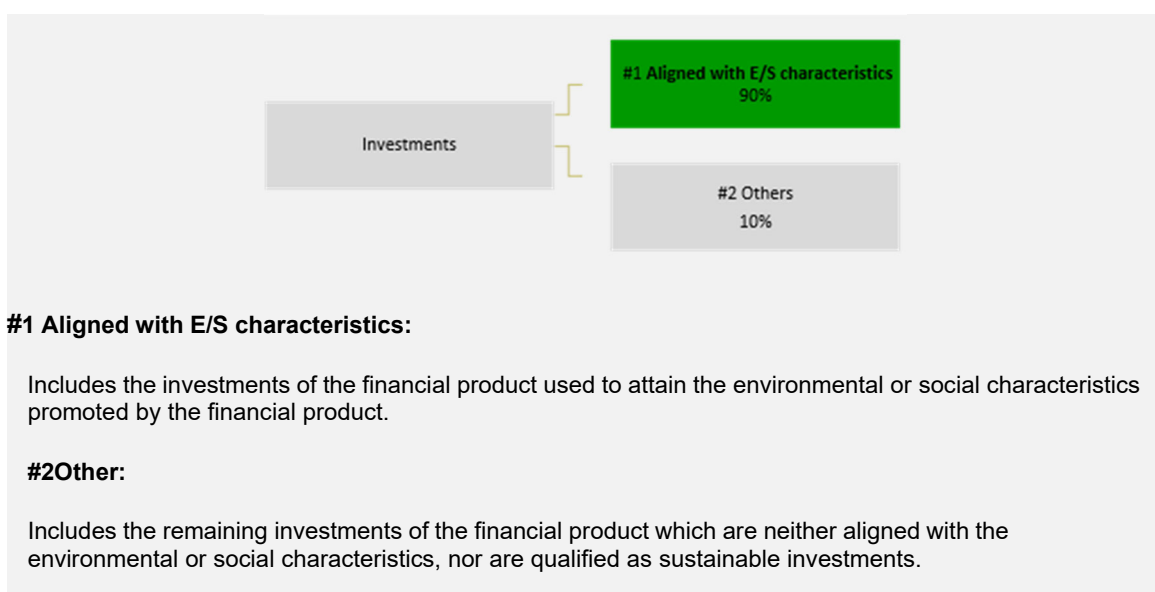 #1 Aligned with E/S characteristics
90%
Investments
#2 Others
10%
#1 Aligned with E/S characteristics:
Includes the investments of the financial product used to attain the environmental or social characteristics
promoted by the financial product.
#2Other:
Includes the remaining investments of the financial product which are neither aligned with the
environmental or social characteristics, nor are qualified as sustainable investments.